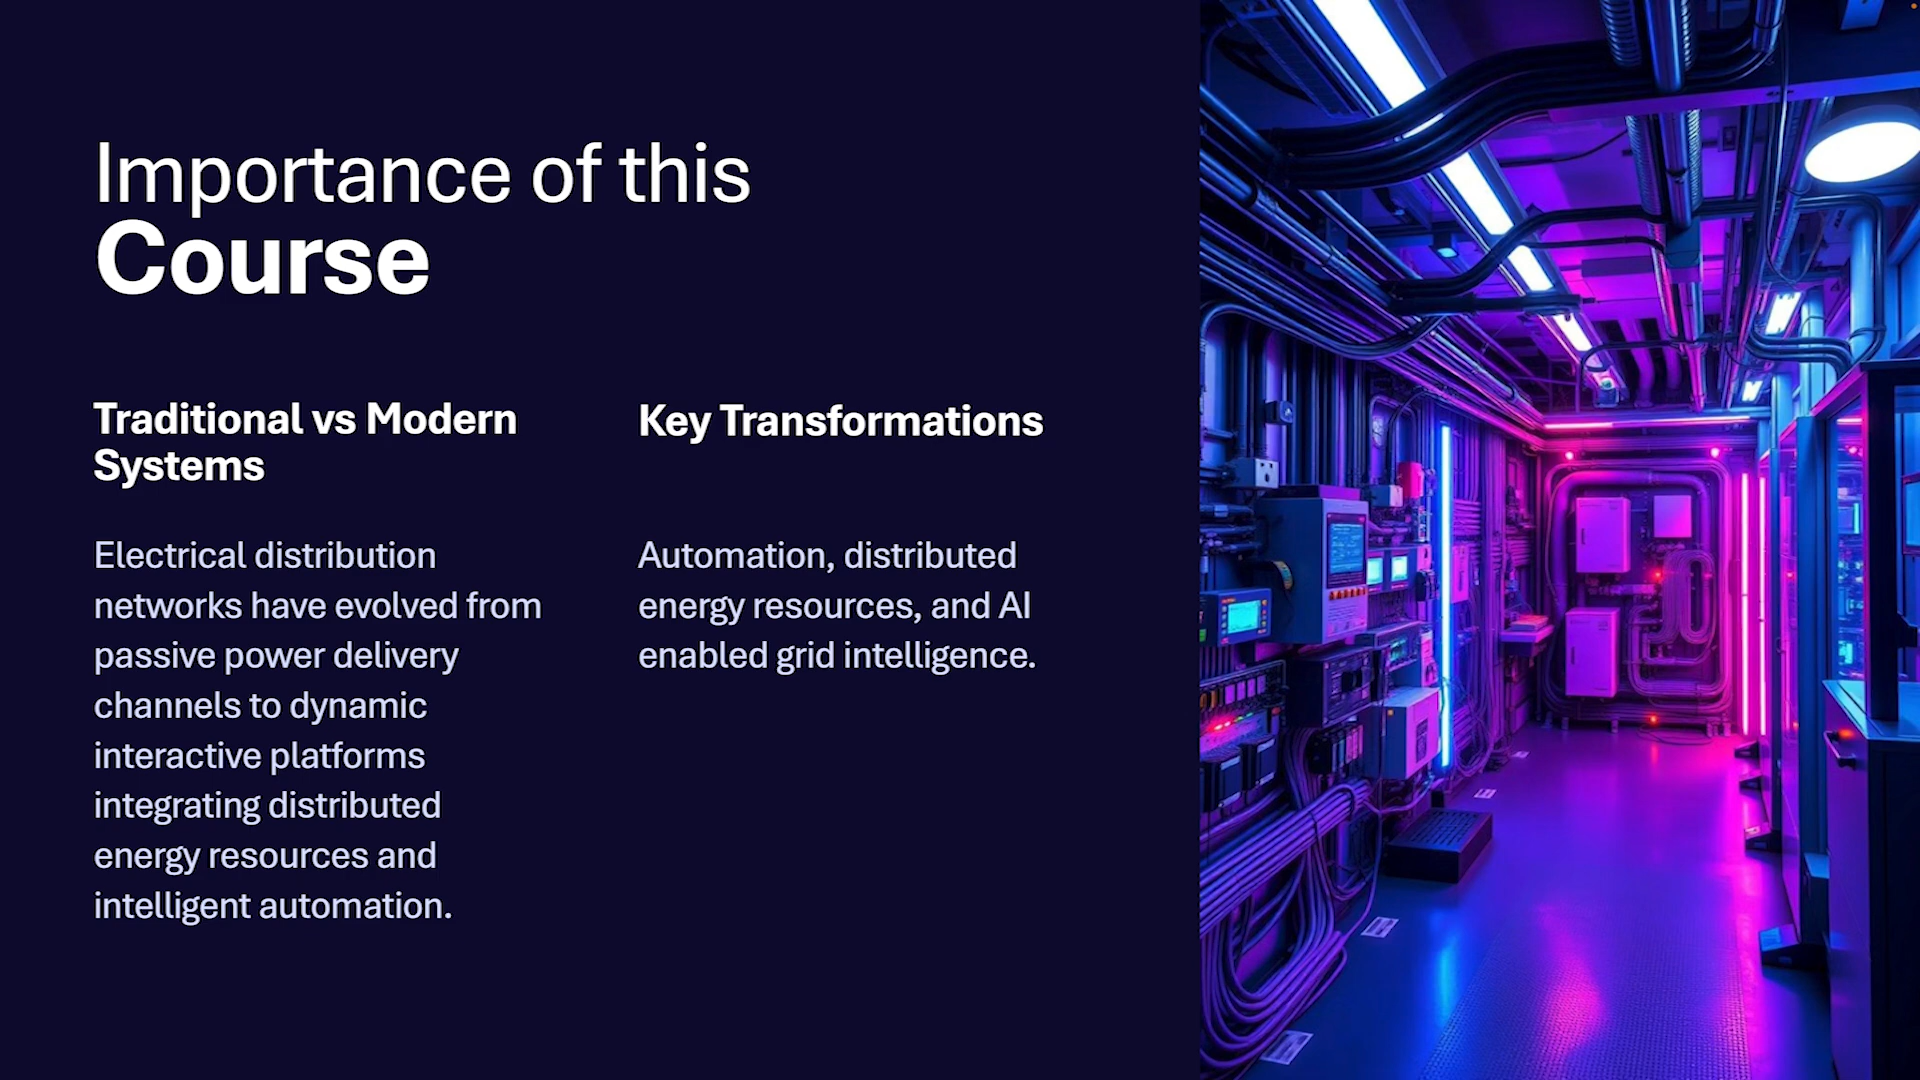 Importance of this
Course
Traditional vs Modern
Systems
Electrical distribution
networks have evolved from
passive power delivery
channels to dynamic
interactive platforms
integrating distributed
energy resources and
intelligent automation.
Key Transformations
Automation, distributed
energy resources, and AI
enabled grid intelligence.